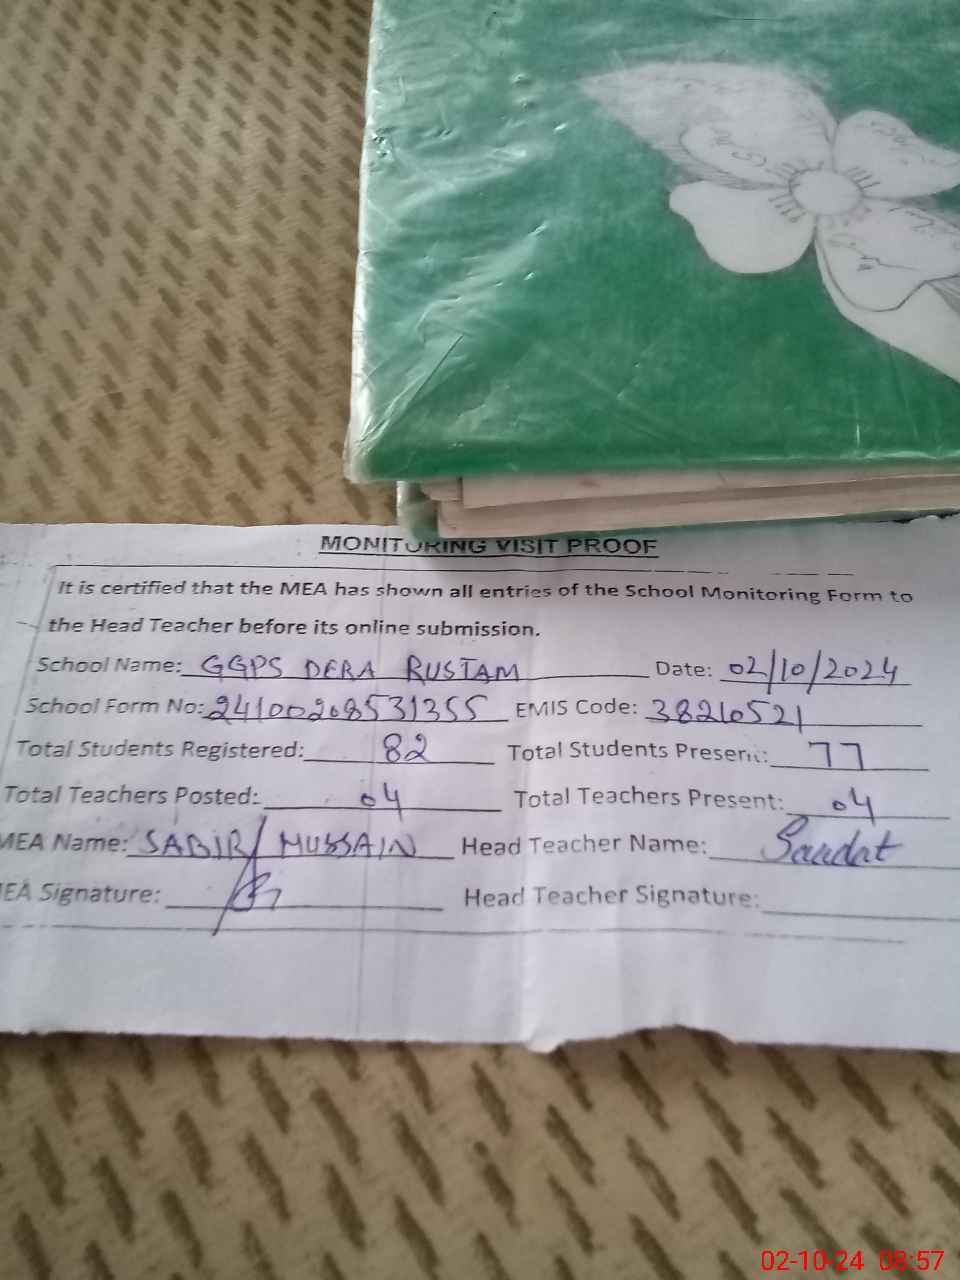 MONITORING VISIT PROOF
It is certified that the MEA has shown all entries of the School Monitoring Form to
the Head Teacher before its online submission.
School Name: GGPS DERA RUSTAM Date: 02/10/2024
School Form No: 24100208531355 EMIS Code: 38210521
Total Students Registered: 82 Total Students Present: 77
Total Teachers Posted: 04 Total Teachers Present: 04
MEA Name: SABIR HUSSAIN Head Teacher Name:
EA Signature: Head Teacher Signature:
02-10-24 08:57